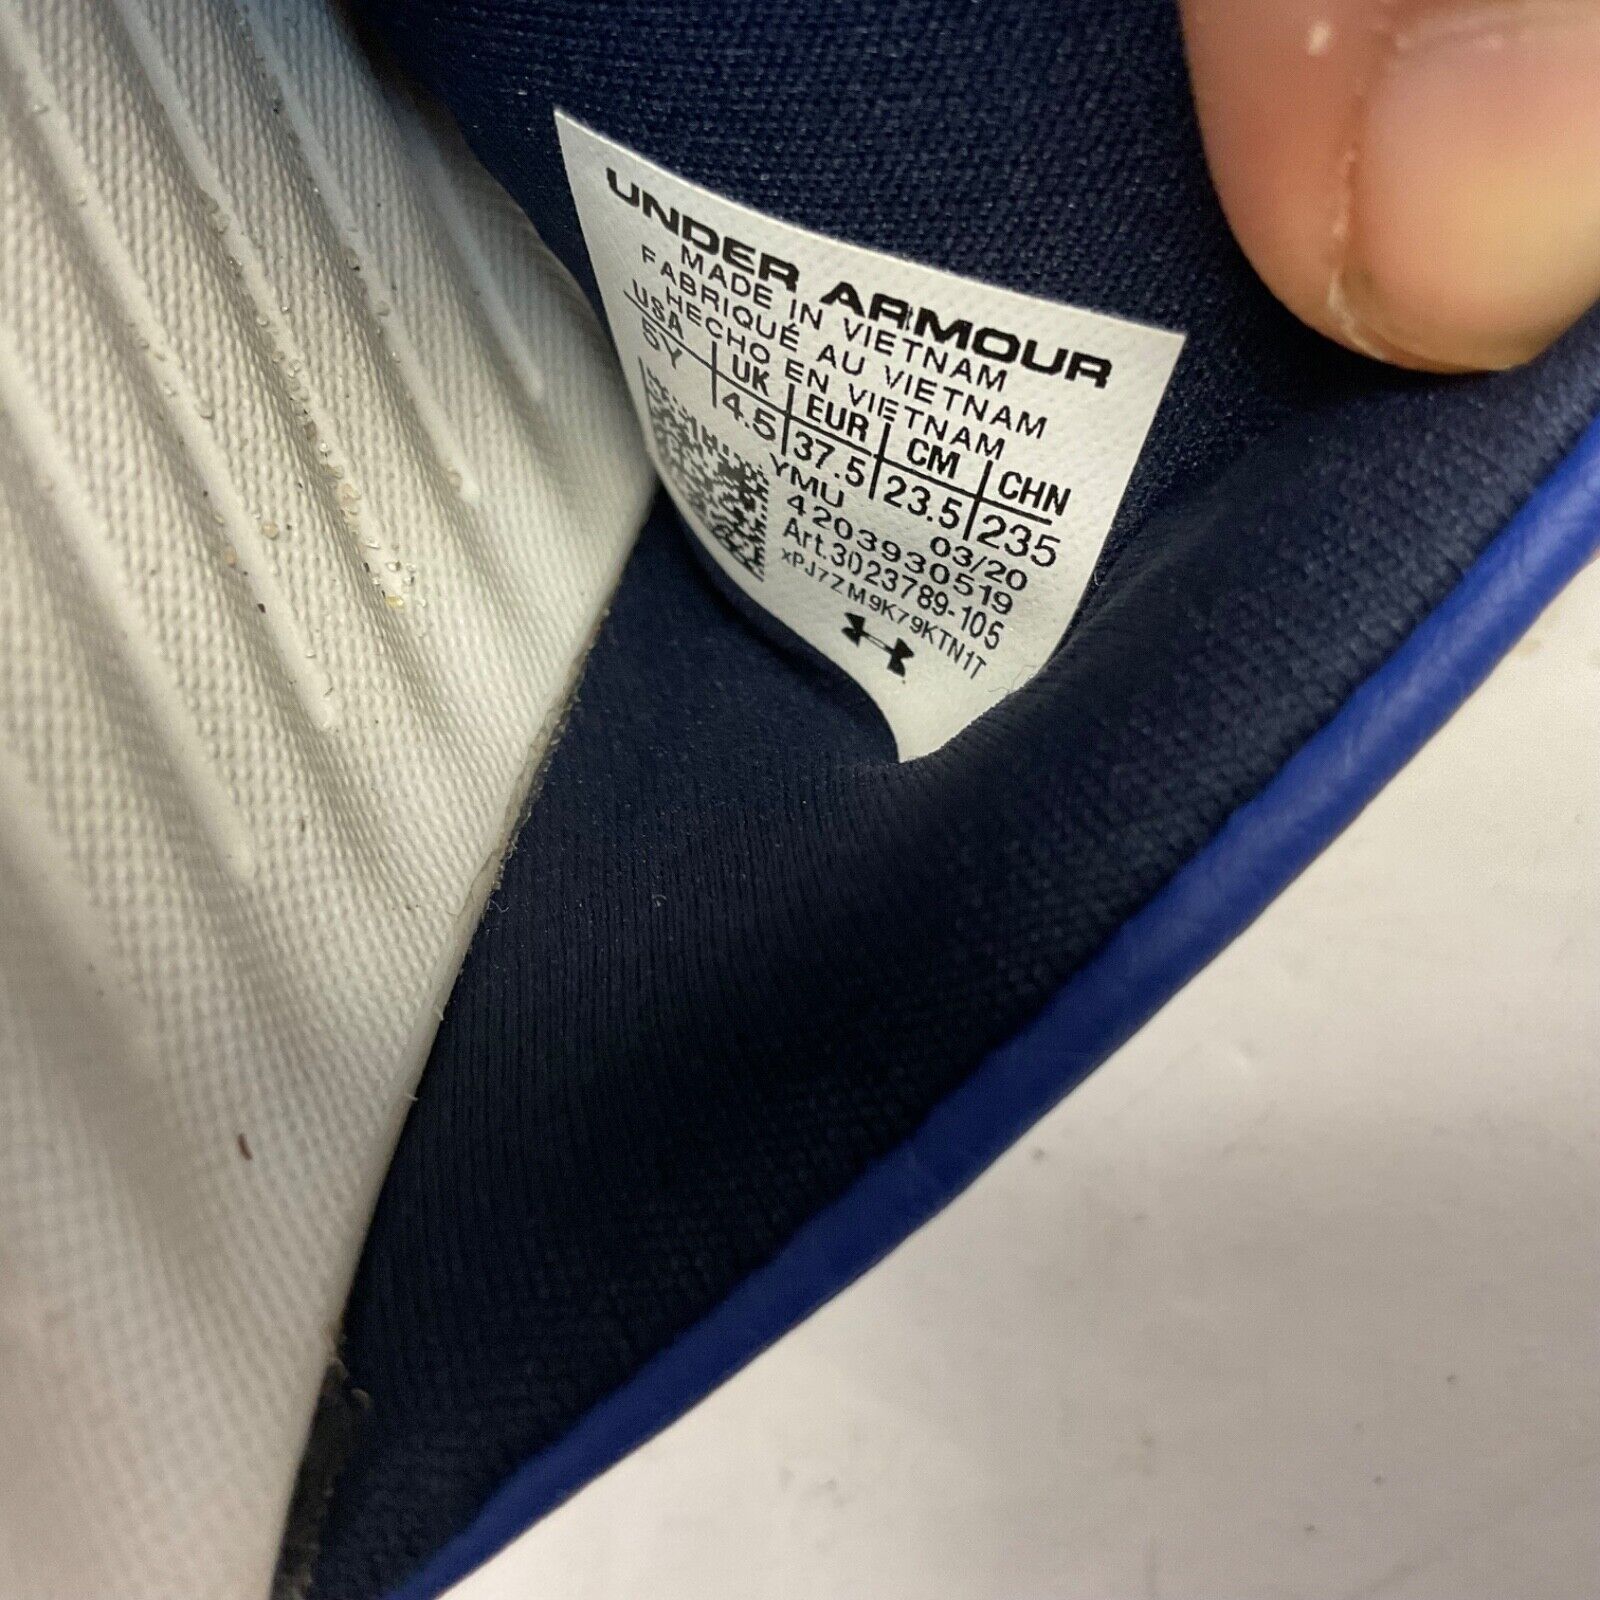 UNDER ARMOUR
MADE IN VIETNAM
FABRIQUÉ AU VIETNAM
HECHO EN VIETNAM
USA UK EUR CM CHN
5Y 4.5 37.5 23.5 235
YMU 03/20
4203930519
Art.3023789-105
xPJ7ZM9K79KTN1T